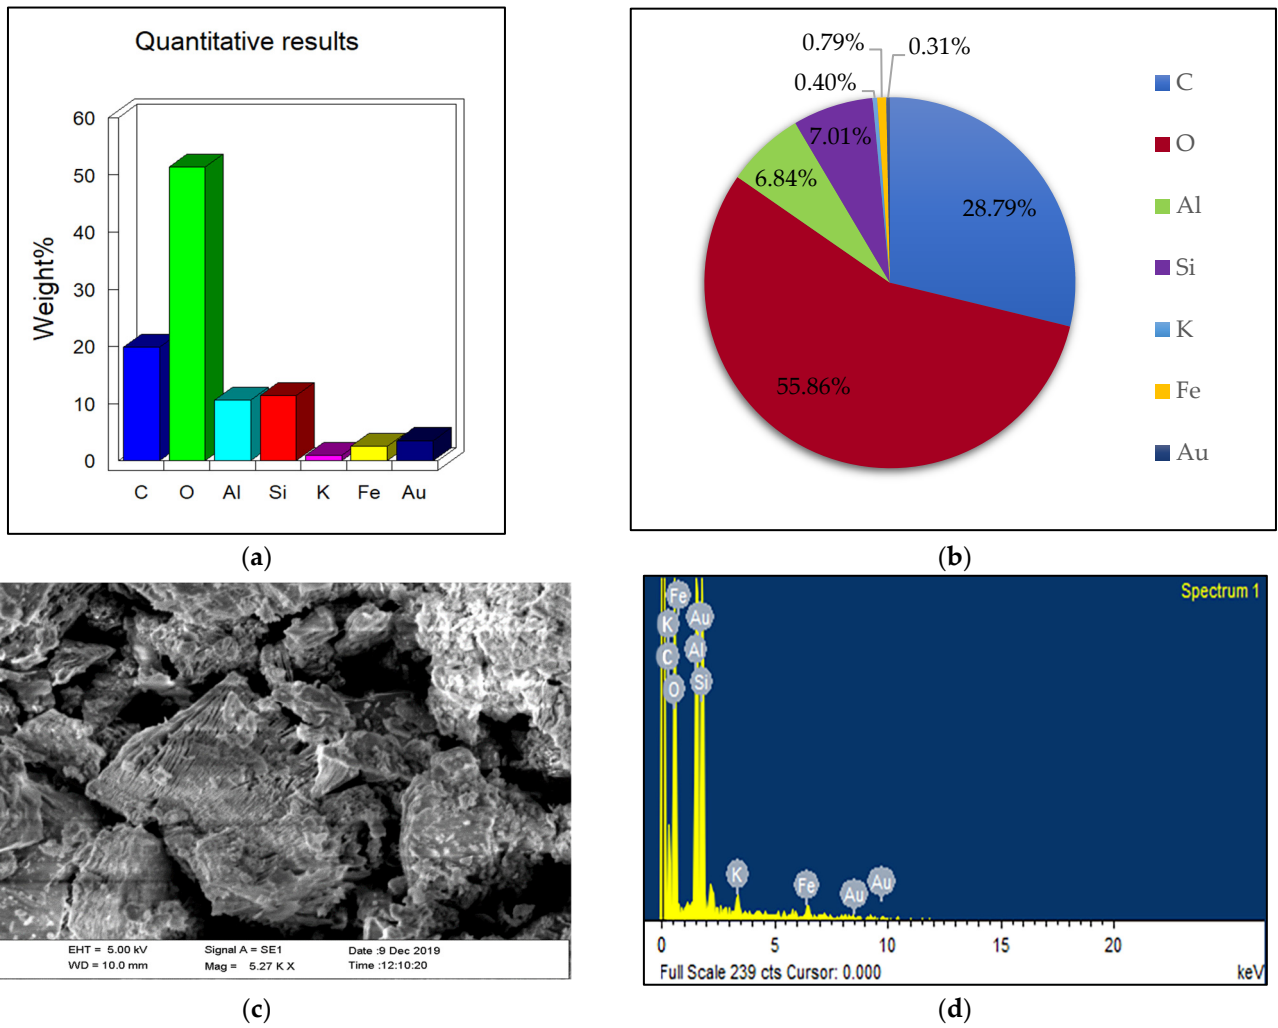 Quantitative results
Weight%
60
50
40
30
20
10
0
C O Al Si K Fe Au
(a)
0.79%
0.31%
0.40%
7.01%
6.84%
28.79%
55.86%
C
O
Al
Si
K
Fe
Au
(b)
EHT = 5.00 kV Signal A = SE1 Date :9 Dec 2019
WD = 10.0 mm Mag = 5.27 K X Time :12:10:20
(c)
Spectrum 1
Fe
K
Au
C
Al
O
Si
K
Fe
Au
Au
0 5 10 15 20
Full Scale 239 cts Cursor: 0.000 keV
(d)